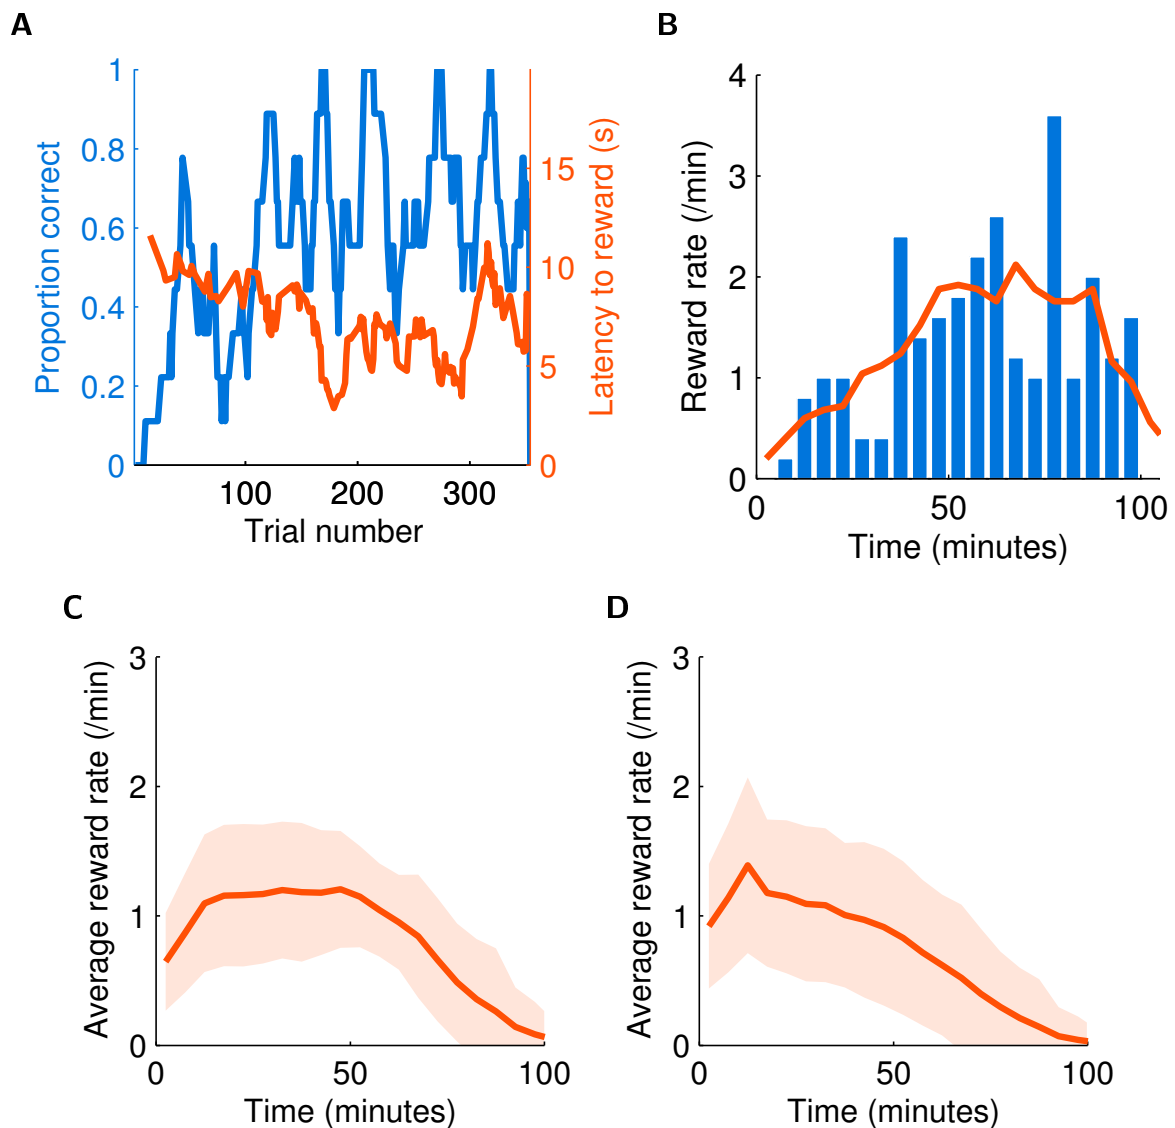 A
Proportion correct
1
0.8
0.6
0.4
0.2
0
100
200
300
Trial number
15
10
5
0
Latency to reward (s)
B
Reward rate (/min)
4
3
2
1
0
0
50
100
Time (minutes)
C
Average reward rate (/min)
3
2
1
0
0
50
100
Time (minutes)
D
Average reward rate (/min)
3
2
1
0
0
50
100
Time (minutes)